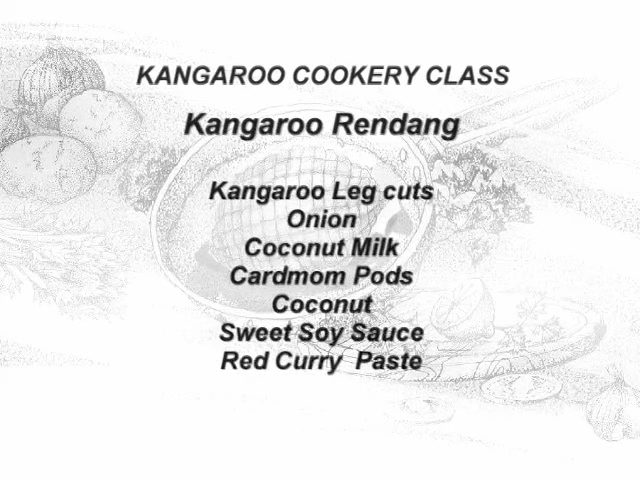 KANGAROO COOKERY CLASS
Kangaroo Rendang
Kangaroo Leg cuts
Onion
Coconut Milk
Cardmom Pods
Coconut
Sweet Soy Sauce
Red Curry  Paste